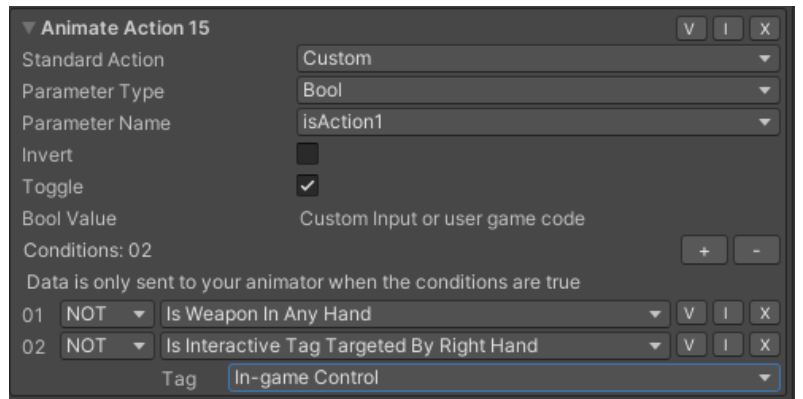 Animate Action 15 V I X
Standard Action Custom
Parameter Type Bool
Parameter Name isAction1
Invert
Toggle
Bool Value Custom Input or user game code
Conditions: 02 + -
Data is only sent to your animator when the conditions are true
01 NOT Is Weapon In Any Hand V I X
02 NOT Is Interactive Tag Targeted By Right Hand V I X
Tag In-game Control